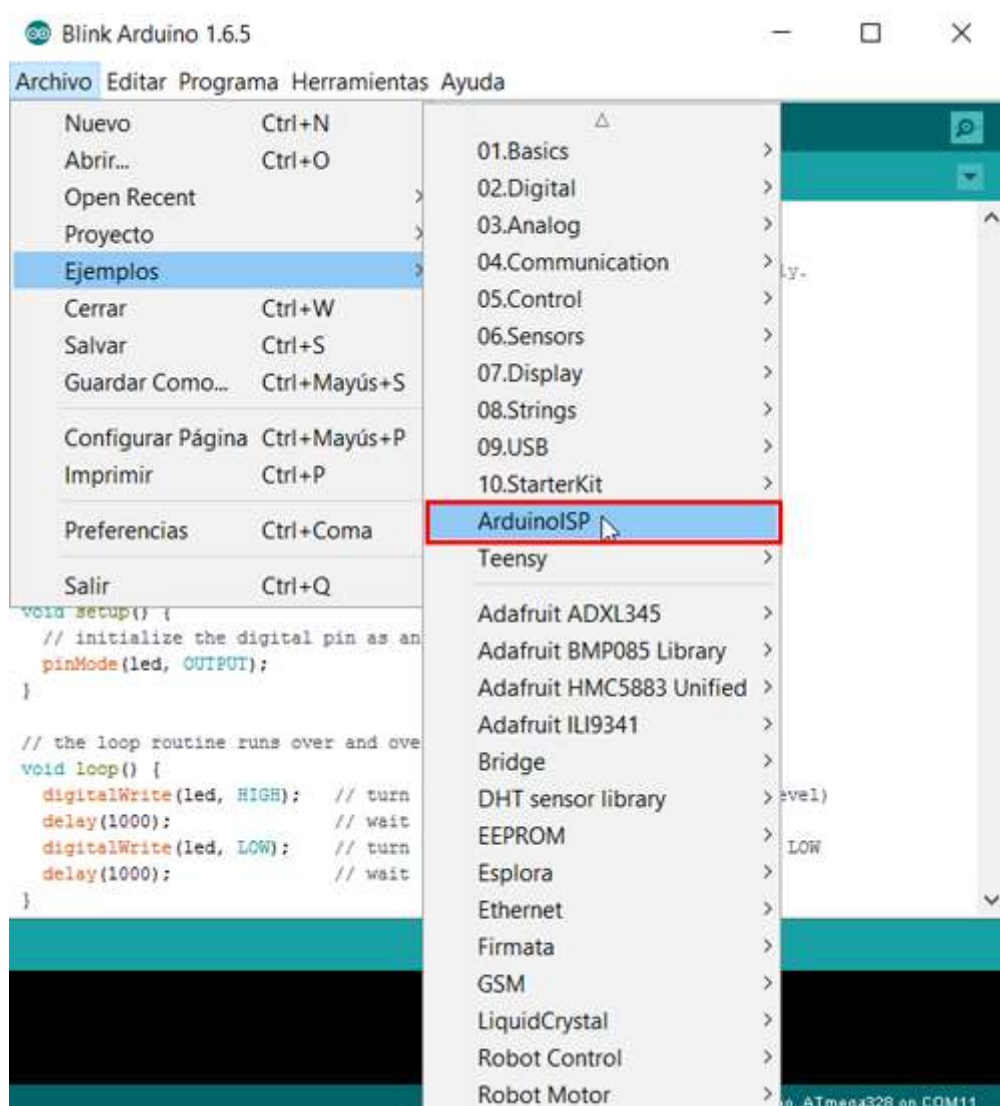 Blink Arduino 1.6.5
Archivo Editar Programa Herramientas Ayuda
Nuevo Ctrl+N
Abrir... Ctrl+O
Open Recent
Proyecto
Ejemplos
Cerrar Ctrl+W
Salvar Ctrl+S
Guardar Como... Ctrl+Mayús+S
Configurar Página Ctrl+Mayús+P
Imprimir Ctrl+P
Preferencias Ctrl+Coma
Salir Ctrl+Q
01.Basics
02.Digital
03.Analog
04.Communication
05.Control
06.Sensors
07.Display
08.Strings
09.USB
10.StarterKit
ArduinoISP
Teensy
Adafruit ADXL345
Adafruit BMP085 Library
Adafruit HMC5883 Unified
Adafruit ILI9341
Bridge
DHT sensor library
EEPROM
Esplora
Ethernet
Firmata
GSM
LiquidCrystal
Robot Control
Robot Motor
ly.
void setup() {
// initialize the digital pin as an
pinMode(led, OUTPUT);
}
// the loop routine runs over and ove
void loop() {
digitalWrite(led, HIGH); // turn evel)
delay(1000); // wait
digitalWrite(led, LOW); // turn LOW
delay(1000); // wait
}
ATmega328 on COM11